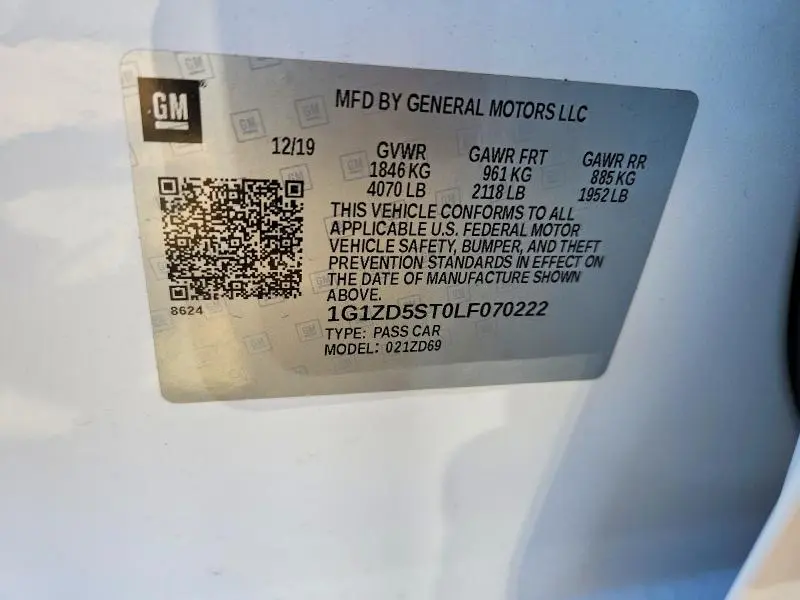 GM
MFD BY GENERAL MOTORS LLC
12/19 GVWR GAWR FRT GAWR RR
1846 KG 961 KG 885 KG
4070 LB 2118 LB 1952 LB
THIS VEHICLE CONFORMS TO ALL
APPLICABLE U.S. FEDERAL MOTOR
VEHICLE SAFETY, BUMPER, AND THEFT
PREVENTION STANDARDS IN EFFECT ON
THE DATE OF MANUFACTURE SHOWN
ABOVE.
8624
1G1ZD5ST0LF070222
TYPE: PASS CAR
MODEL: 021ZD69